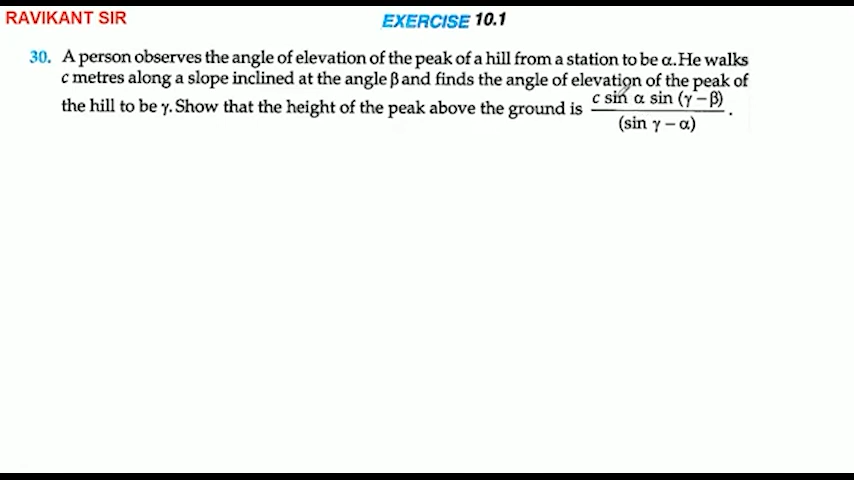 RAVIKANT SIR
EXERCISE 10.1
30. A person observes the angle of elevation of the peak of a hill from a station to be α. He walks
c metres along a slope inclined at the angle β and finds the angle of elevation of the peak of
the hill to be γ. Show that the height of the peak above the ground is c sin α sin (γ – β) / (sin γ – α) .